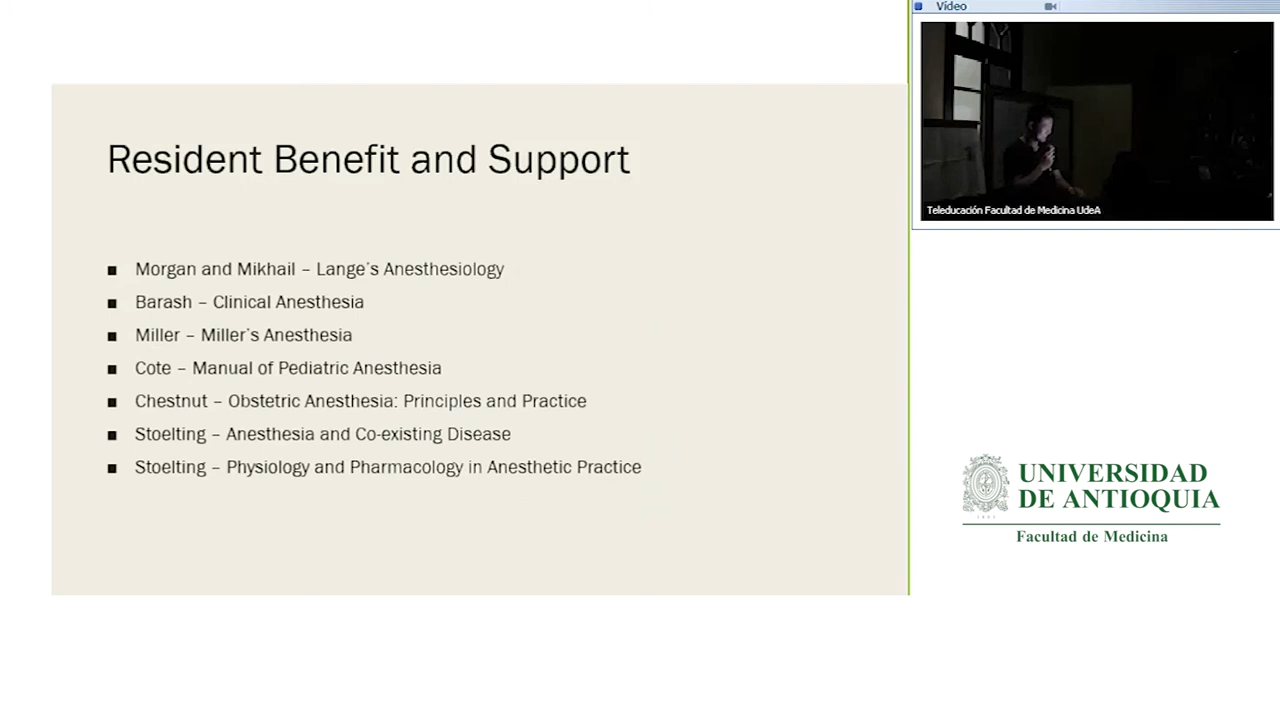 Resident Benefit and Support
■ Morgan and Mikhail – Lange's Anesthesiology
■ Barash – Clinical Anesthesia
■ Miller – Miller's Anesthesia
■ Cote – Manual of Pediatric Anesthesia
■ Chestnut – Obstetric Anesthesia: Principles and Practice
■ Stoelting – Anesthesia and Co-existing Disease
■ Stoelting – Physiology and Pharmacology in Anesthetic Practice
Vídeo
Teleducación Facultad de Medicina UdeA
UNIVERSIDAD
DE ANTIOQUIA
Facultad de Medicina